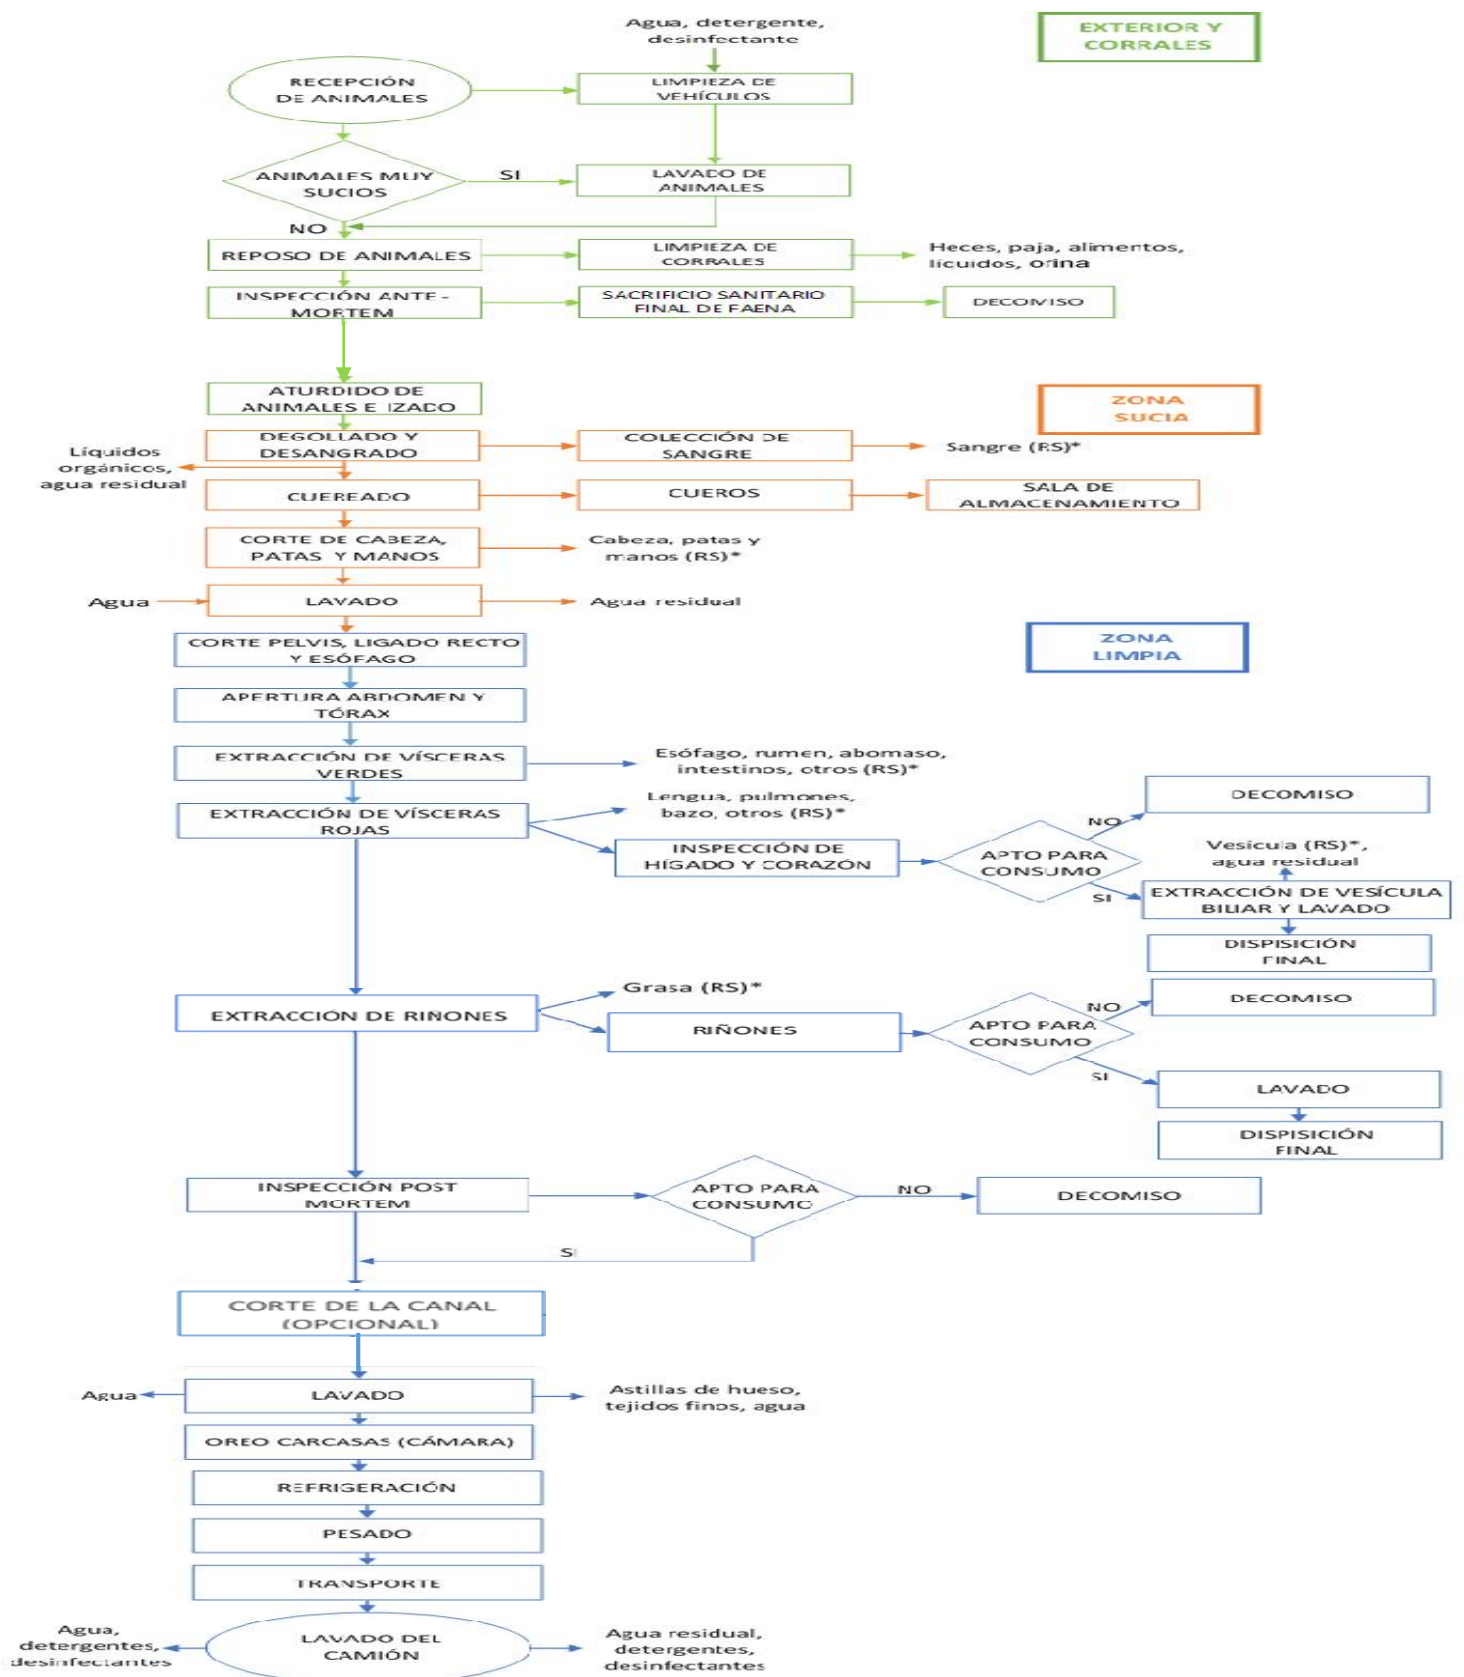 Agua, detergente,
desinfectante
EXTERIOR Y
CORRALES
RECEPCIÓN
DE ANIMALES
LIMPIEZA DE
VEHÍCULOS
ANIMALES MUY
SUCIOS
SI
LAVADO DE
ANIMALES
NO
REPOSO DE ANIMALES
LIMPIEZA DE
CORRALES
Heces, paja, alimentos,
lícuidos, orina
INSPECCIÓN ANTE -
MORTEM
SACRIFICIO SANITARIO
FINAL DE FAENA
DECOMISO
ATURDIDO DE
ANIMALES E IZADO
ZONA
SUCIA
DEGOLLADO Y
DESANGRADO
COLECCIÓN DE
SANGRE
Sangre (RS)*
Líquidos
orgánicos,
agua residual
CUEREADO
CUEROS
SALA DE
ALMACENAMIENTO
CORTE DE CABEZA,
PATAS Y MANOS
Cabeza, patas y
manos (RS)*
Agua
LAVADO
Agua residual
CORTE PELVIS, LIGADO RECTO
Y ESÓFAGO
ZONA
LIMPIA
APERTURA ABDOMEN Y
TÓRAX
EXTRACCIÓN DE VÍSCERAS
VERDES
Esófago, rumen, abomaso,
intestinos, otros (RS)*
EXTRACCIÓN DE VÍSCERAS
ROJAS
Lengua, pulmones,
bazo, otros (RS)*
INSPECCIÓN DE
HÍGADO Y CORAZÓN
APTO PARA
CONSUMO
NO
DECOMISO
SI
Vesícula (RS)*,
agua residual
EXTRACCIÓN DE VESÍCULA
BILIAR Y LAVADO
DISPISICIÓN
FINAL
EXTRACCIÓN DE RIÑONES
Grasa (RS)*
RIÑONES
APTO PARA
CONSUMO
NO
DECOMISO
SI
LAVADO
DISPISICIÓN
FINAL
INSPECCIÓN POST
MORTEM
APTO PARA
CONSUMO
NO
DECOMISO
SI
CORTE DE LA CANAL
(OPCIONAL)
Agua
LAVADO
Astillas de hueso,
tejidos finos, agua
OREO CARCASAS (CÁMARA)
REFRIGERACIÓN
PESADO
TRANSPORTE
Agua,
detergentes,
desinfectantes
LAVADO DEL
CAMIÓN
Agua residual,
detergentes,
desinfectantes